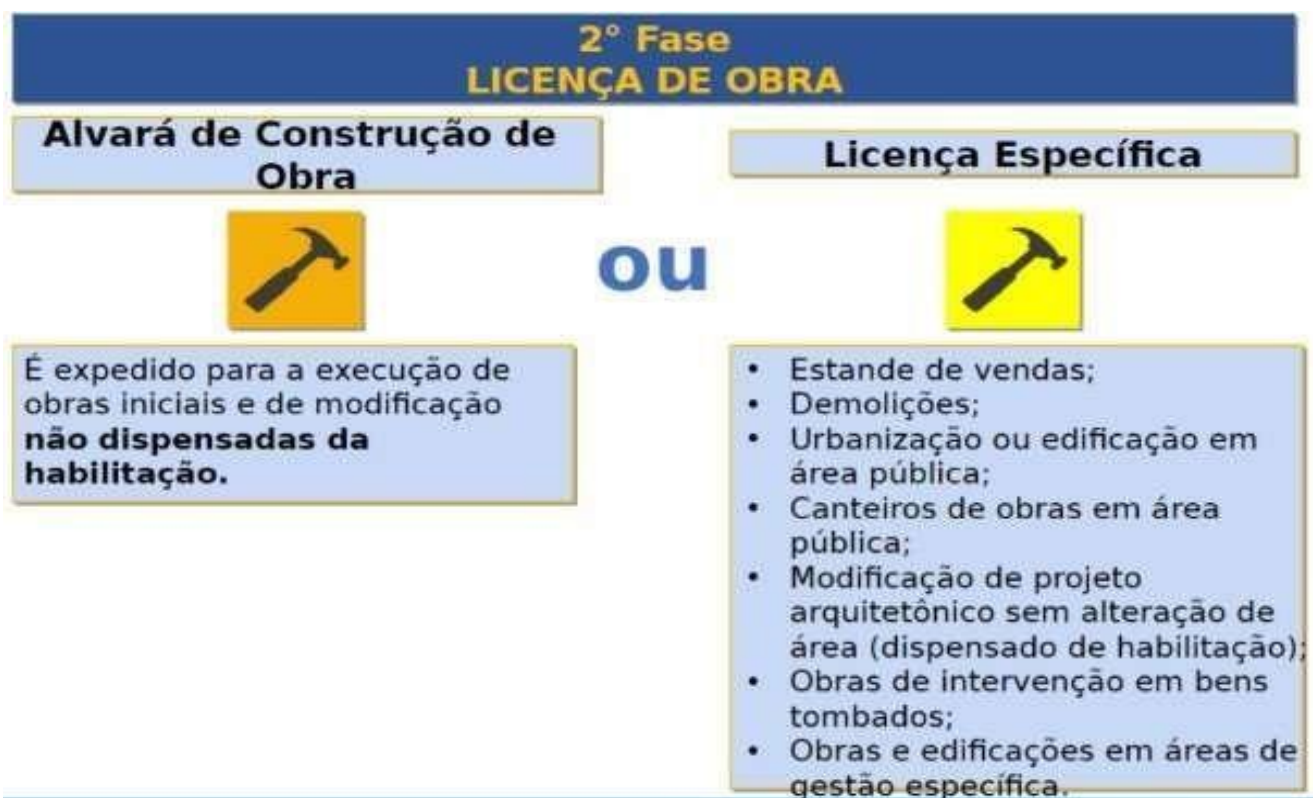 2° Fase
LICENÇA DE OBRA
Alvará de Construção de
Obra
Licença Específica
ou
É expedido para a execução de
obras iniciais e de modificação
não dispensadas da
habilitação.
• Estande de vendas;
• Demolições;
• Urbanização ou edificação em
área pública;
• Canteiros de obras em área
pública;
• Modificação de projeto
arquitetônico sem alteração de
área (dispensado de habilitação);
• Obras de intervenção em bens
tombados;
• Obras e edificações em áreas de
gestão específica.